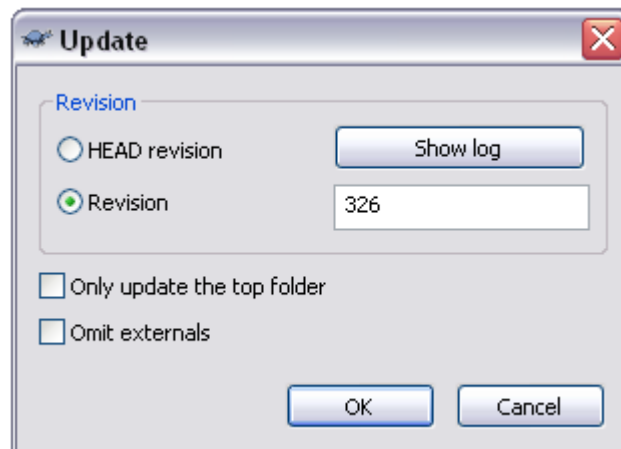 Update
Revision
HEAD revision
Show log
Revision
326
Only update the top folder
Omit externals
OK
Cancel